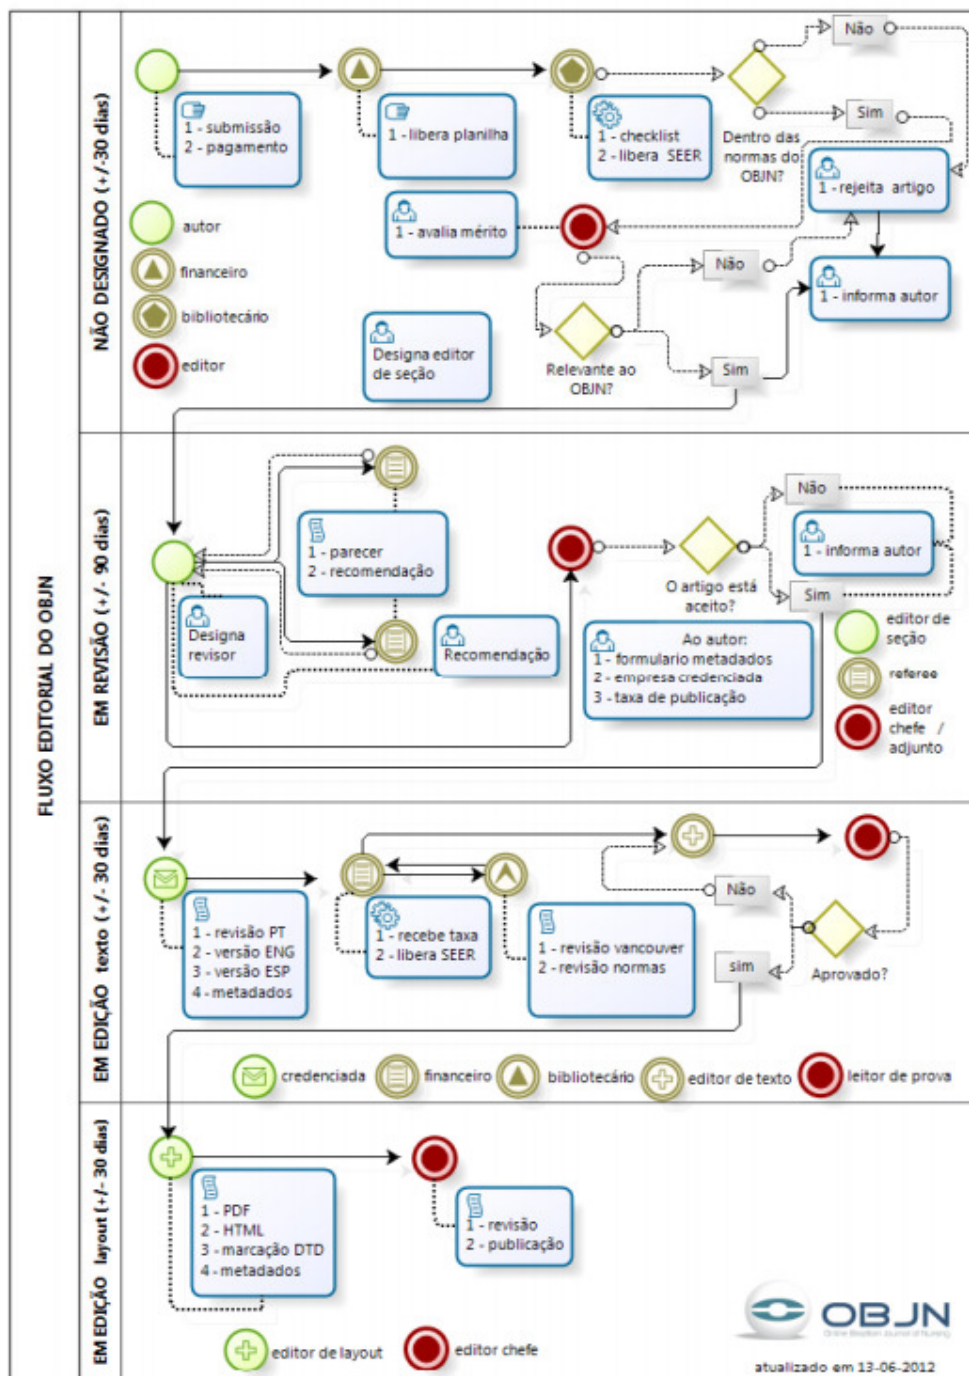 FLUXO EDITORIAL DO OBJN
NÃO DESIGNADO (+/-30 dias)
1 - submissão
2 - pagamento
1 - libera planilha
1 - checklist
2 - libera SEER
Dentro das
normas do
OBJN?
Não
Sim
1 - rejeita artigo
1 - informa autor
1 - avalia mérito
Não
Relevante ao
OBJN?
Sim
Designa editor
de seção
autor
financeiro
bibliotecário
editor
EM REVISÃO (+/- 90 dias)
1 - parecer
2 - recomendação
Designa
revisor
Recomendação
O artigo está
aceito?
Não
1 - informa autor
Sim
Ao autor:
1 - formulario metadados
2 - empresa credenciada
3 - taxa de publicação
editor de
seção
referee
editor
chefe /
adjunto
EM EDIÇÃO texto (+/- 30 dias)
1 - revisão PT
2 - versão ENG
3 - versão ESP
4 - metadados
1 - recebe taxa
2 - libera SEER
1 - revisão vancouver
2 - revisão normas
Não
sim
Aprovado?
credenciada
financeiro
bibliotecário
editor de texto
leitor de prova
EM EDIÇÃO layout (+/- 30 dias)
1 - PDF
2 - HTML
3 - marcação DTD
4 - metadados
1 - revisão
2 - publicação
editor de layout
editor chefe
OBJN
Online Brazilian Journal of Nursing
atualizado em 13-06-2012